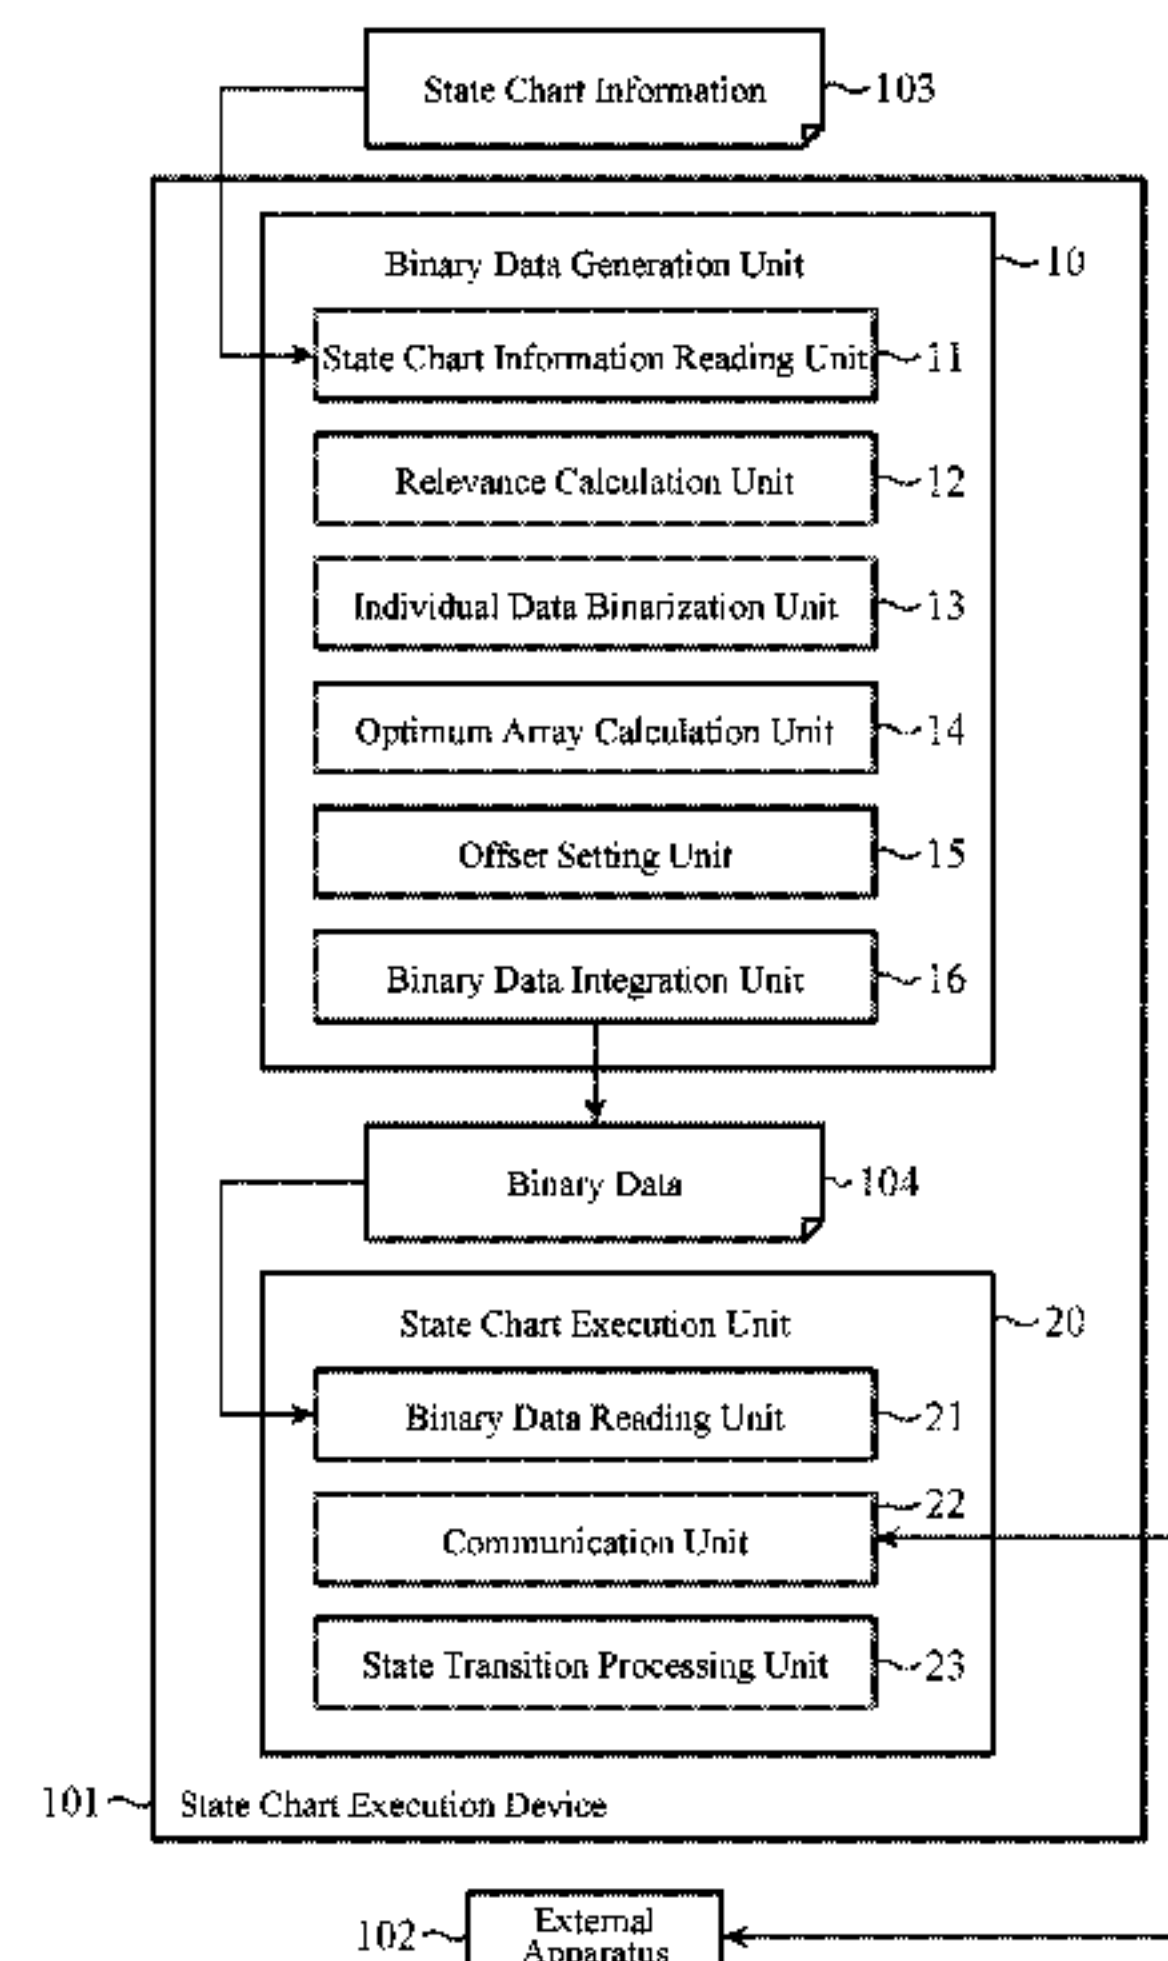 State Chart Information 103
Binary Data Generation Unit 10
State Chart Information Reading Unit 11
Relevance Calculation Unit 12
Individual Data Binarization Unit 13
Optimum Array Calculation Unit 14
Offset Setting Unit 15
Binary Data Integration Unit 16
Binary Data 104
State Chart Execution Unit 20
Binary Data Reading Unit 21
22
Communication Unit
State Transition Processing Unit 23
101 State Chart Execution Device
102 External
Apparatus